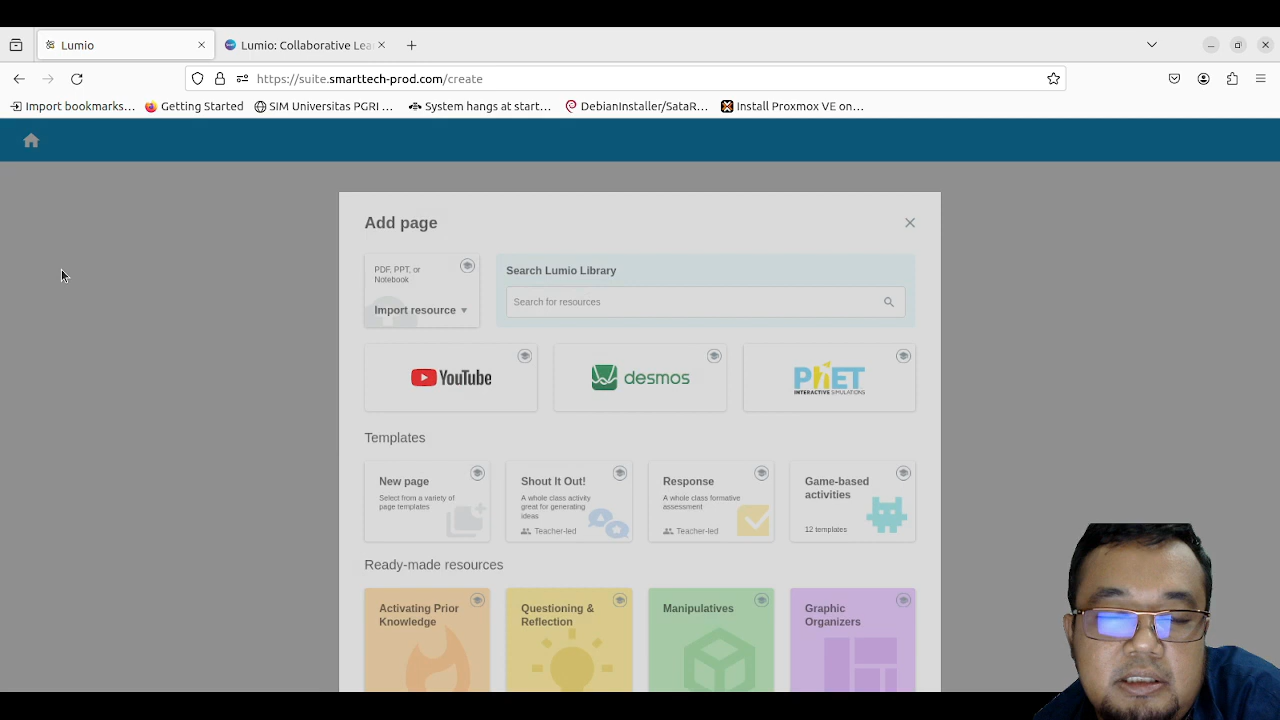 Lumio
Lumio: Collaborative Lea
https://suite.smarttech-prod.com/create
Import bookmarks...
Getting Started
SIM Universitas PGRI ...
System hangs at start...
DebianInstaller/SataR...
Install Proxmox VE on...
Add page
PDF, PPT, or
Notebook
Import resource
Search Lumio Library
Search for resources
YouTube
desmos
PhET
INTERACTIVE SIMULATIONS
Templates
New page
Select from a variety of
page templates
Shout It Out!
A whole class activity
great for generating
ideas
Teacher-led
Response
A whole class formative
assessment
Teacher-led
Game-based
activities
12 templates
Ready-made resources
Activating Prior
Knowledge
Questioning &
Reflection
Manipulatives
Graphic
Organizers